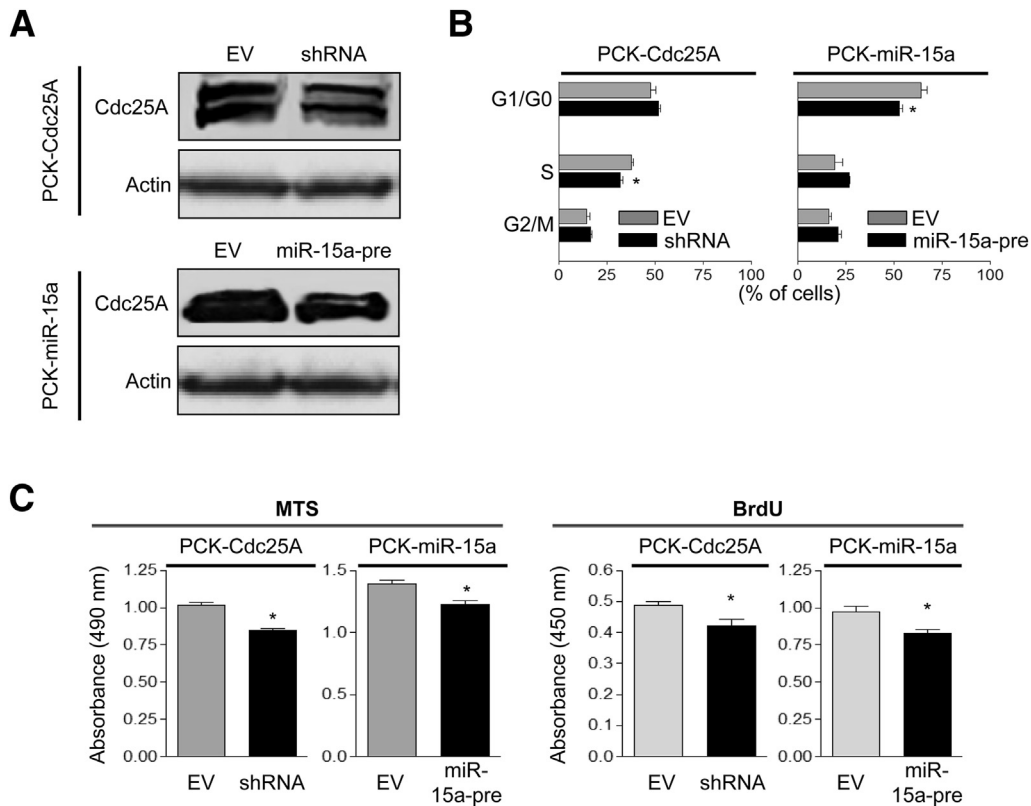 A
EV shRNA
PCK-Cdc25A
Cdc25A
Actin
EV miR-15a-pre
PCK-miR-15a
Cdc25A
Actin
B
PCK-Cdc25A PCK-miR-15a
G1/G0
*
S
*
G2/M
EV
shRNA
EV
miR-15a-pre
0 25 50 75 100 0 25 50 75 100
(% of cells)
C
MTS
PCK-Cdc25A PCK-miR-15a
Absorbance (490 nm)
1.25
1.00
0.75
0.50
0.25
0.00
*
EV shRNA
1.5
1.5
1.0
0.5
0.0
*
EV miR-
15a-pre
BrdU
PCK-Cdc25A PCK-miR-15a
Absorbance (450 nm)
0.6
0.5
0.4
0.3
0.2
0.1
0.0
*
EV shRNA
1.25
1.00
0.75
0.50
0.25
0.00
*
EV miR-
15a-pre